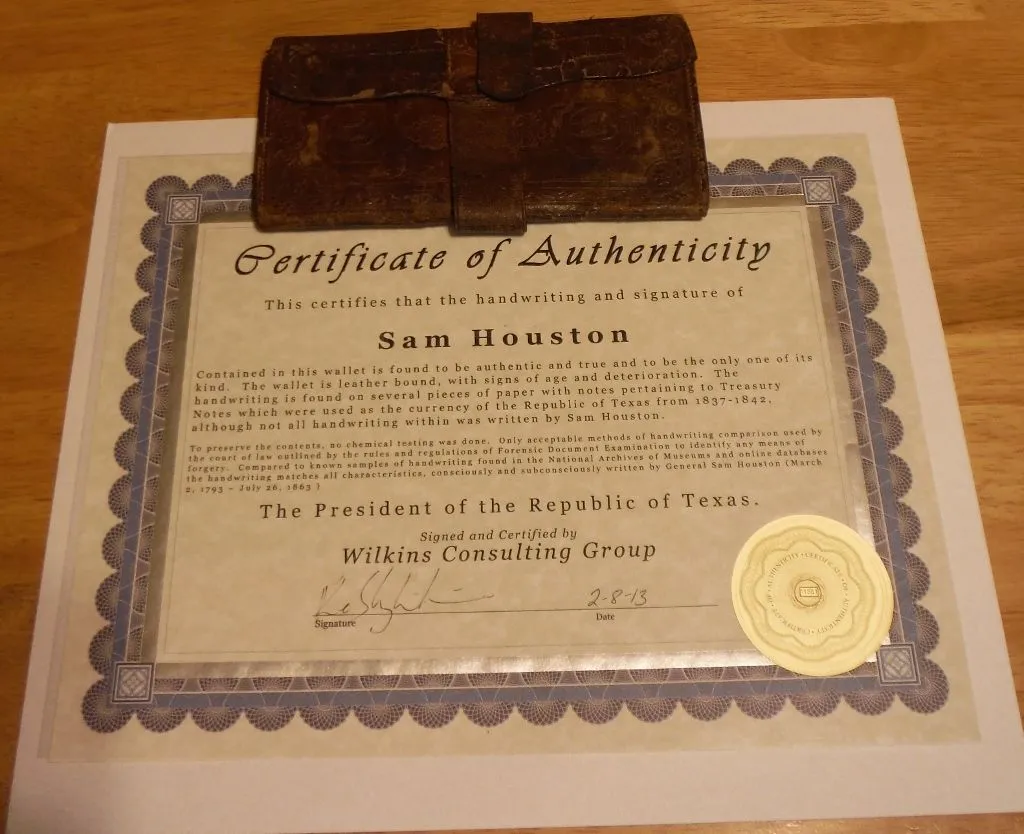 Certificate of Authenticity
This certifies that the handwriting and signature of
Sam Houston
Contained in this wallet is found to be authentic and true and to be the only one of its
kind. The wallet is leather bound, with signs of age and deterioration. The
handwriting is found on several pieces of paper with notes pertaining to Treasury
Notes which were used as the currency of the Republic of Texas from 1837-1842,
although not all handwriting within was written by Sam Houston.
To preserve the contents, no chemical testing was done. Only acceptable methods of handwriting comparison used by
the court of law outlined by the rules and regulations of Forensic Document Examination to identify any means of
forgery. Compared to known samples of handwriting found in the National Archives of Museums and online databases
the handwriting matches all characteristics, consciously and subconsciously written by General Sam Houston (March
2, 1793 – July 26, 1863 )
The President of the Republic of Texas.
Signed and Certified by
Wilkins Consulting Group
2-8-13
Signature Date
CERTIFICATE • OF AUTHENTICITY • CERTIFICATE • OF AUTHENTICITY •